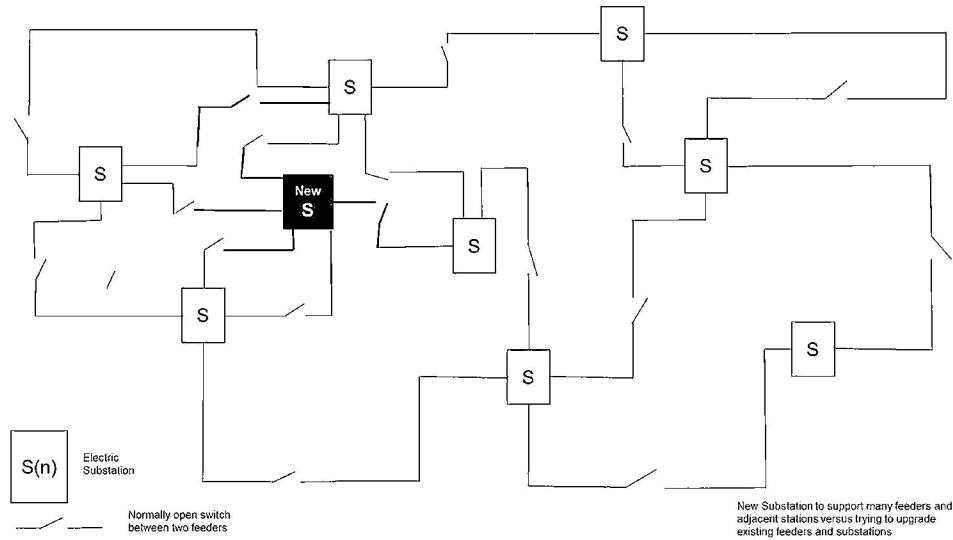 S
S
S
S
New
S
S
S
S
S
S(n)
Electric
Substation
Normally open switch
between two feeders
New Substation to support many feeders and
adjacent stations versus trying to upgrade
existing feeders and substations